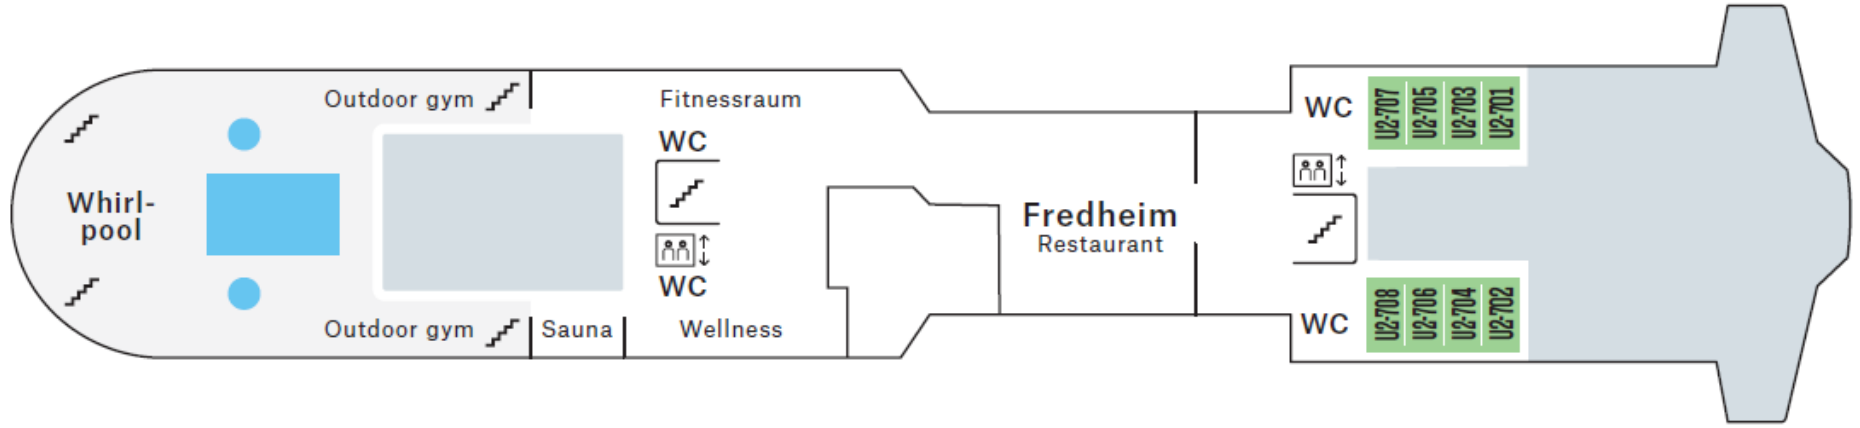 Outdoor gym
Fitnessraum
WC
WC
U2-707
U2-705
U2-703
U2-701
Whirl-
pool
Fredheim
Restaurant
WC
Outdoor gym
Sauna
Wellness
WC
U2-708
U2-706
U2-704
U2-702